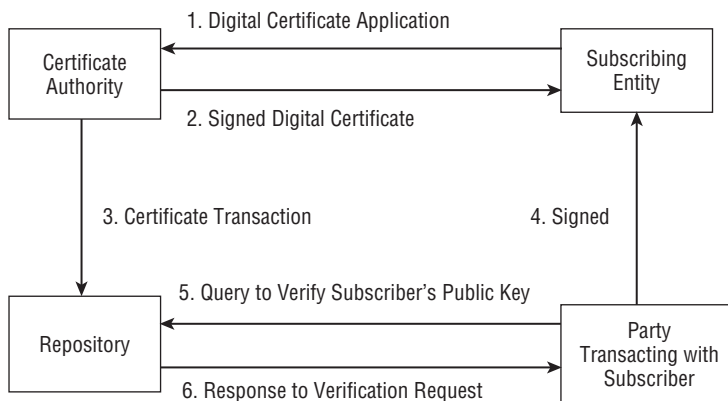 1. Digital Certificate Application
Certificate
Authority
Subscribing
Entity
2. Signed Digital Certificate
3. Certificate Transaction
4. Signed
5. Query to Verify Subscriber’s Public Key
Repository
Party
Transacting with
Subscriber
6. Response to Verification Request